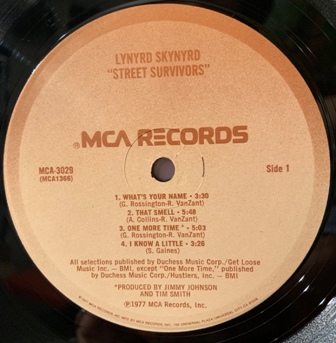 LYNYRD SKYNYRD
"STREET SURVIVORS"
MCA RECORDS
MCA-3029
(MCA1368)
Side 1
1. WHAT'S YOUR NAME • 3:30
(G. Rossington-R. VanZant)
2. THAT SMELL • 5:48
(A. Collins-R. VanZant)
3. ONE MORE TIME * • 5:03
(G. Rossington-R. VanZant)
4. I KNOW A LITTLE • 3:26
(S. Gaines)
All selections published by Duchess Music Corp./Get Loose
Music Inc. — BMI, except "One More Time," published
by Duchess Music Corp./Hustlers, Inc. — BMI
*PRODUCED BY JIMMY JOHNSON
AND TIM SMITH
Ⓟ1977 MCA Records, Inc.